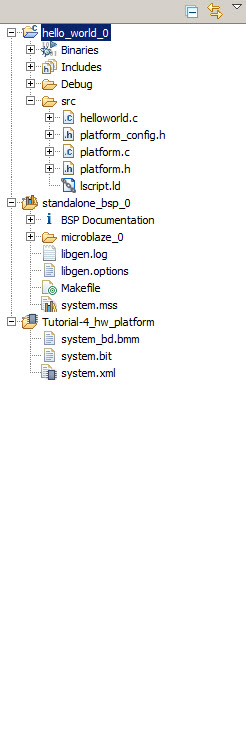 hello_world_0
Binaries
Includes
Debug
src
helloworld.c
platform_config.h
platform.c
platform.h
lscript.ld
standalone_bsp_0
BSP Documentation
microblaze_0
libgen.log
libgen.options
Makefile
system.mss
Tutorial-4_hw_platform
system_bd.bmm
system.bit
system.xml